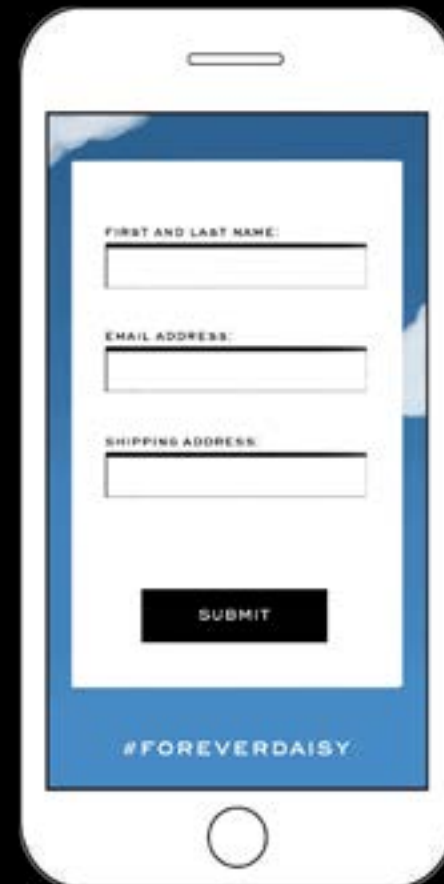 FIRST AND LAST NAME:
EMAIL ADDRESS:
SHIPPING ADDRESS:
SUBMIT
#FOREVERDAISY